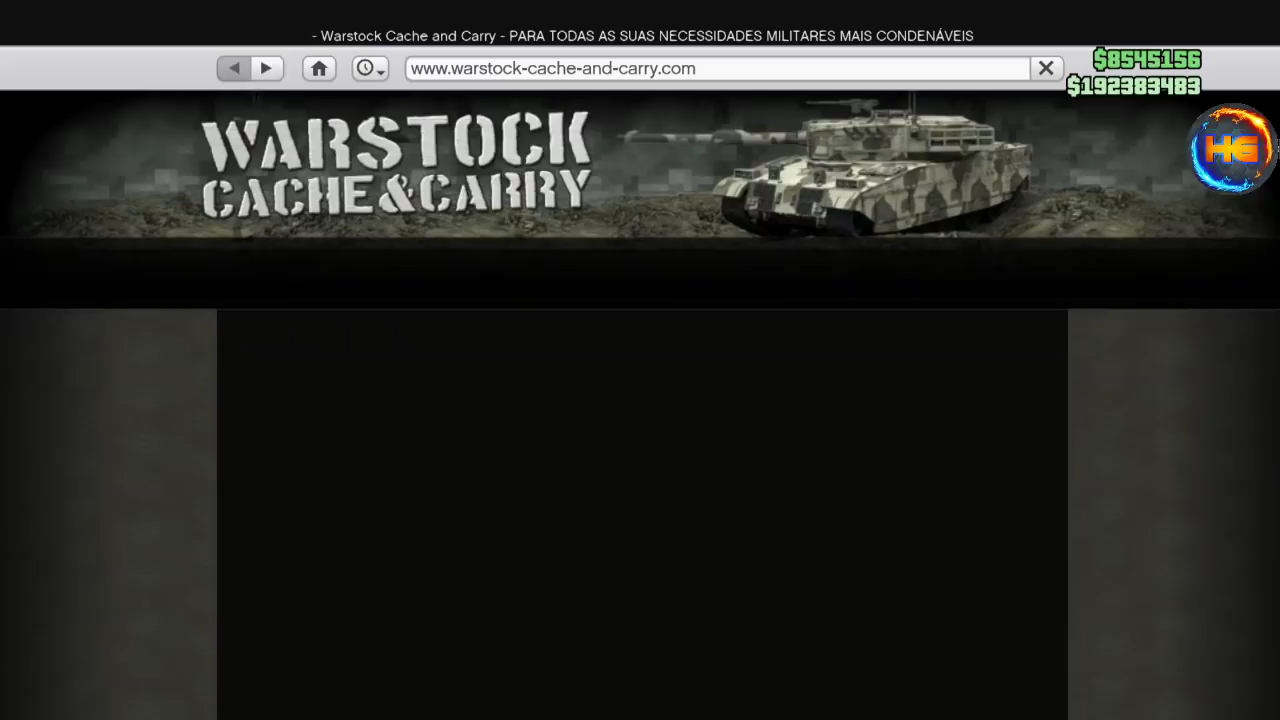 - Warstock Cache and Carry - PARA TODAS AS SUAS NECESSIDADES MILITARES MAIS CONDENÁVEIS
www.warstock-cache-and-carry.com
$8545156
$192383483
WARSTOCK
CACHE&CARRY
HG